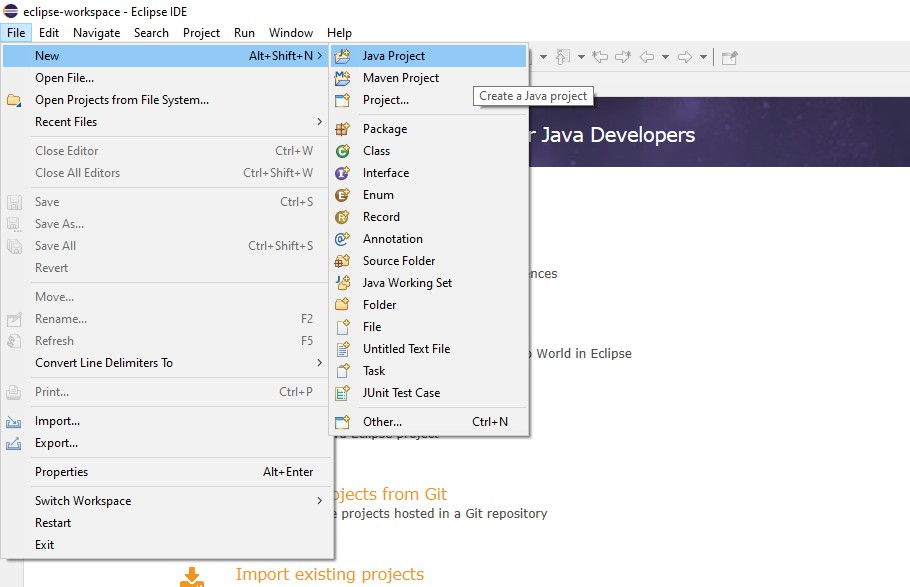 eclipse-workspace - Eclipse IDE
File Edit Navigate Search Project Run Window Help
New Alt+Shift+N >
Open File...
Open Projects from File System...
Recent Files >
Close Editor Ctrl+W
Close All Editors Ctrl+Shift+W
Save Ctrl+S
Save As...
Save All Ctrl+Shift+S
Revert
Move...
Rename... F2
Refresh F5
Convert Line Delimiters To >
Print... Ctrl+P
Import...
Export...
Properties Alt+Enter
Switch Workspace >
Restart
Exit
Java Project
Maven Project
Project...
Create a Java project
Package
Class
Interface
Enum
Record
Annotation
Source Folder
Java Working Set
Folder
File
Untitled Text File
Task
JUnit Test Case
Other... Ctrl+N
r Java Developers
nces
World in Eclipse
Eclipse project
ojects from Git
projects hosted in a Git repository
Import existing projects